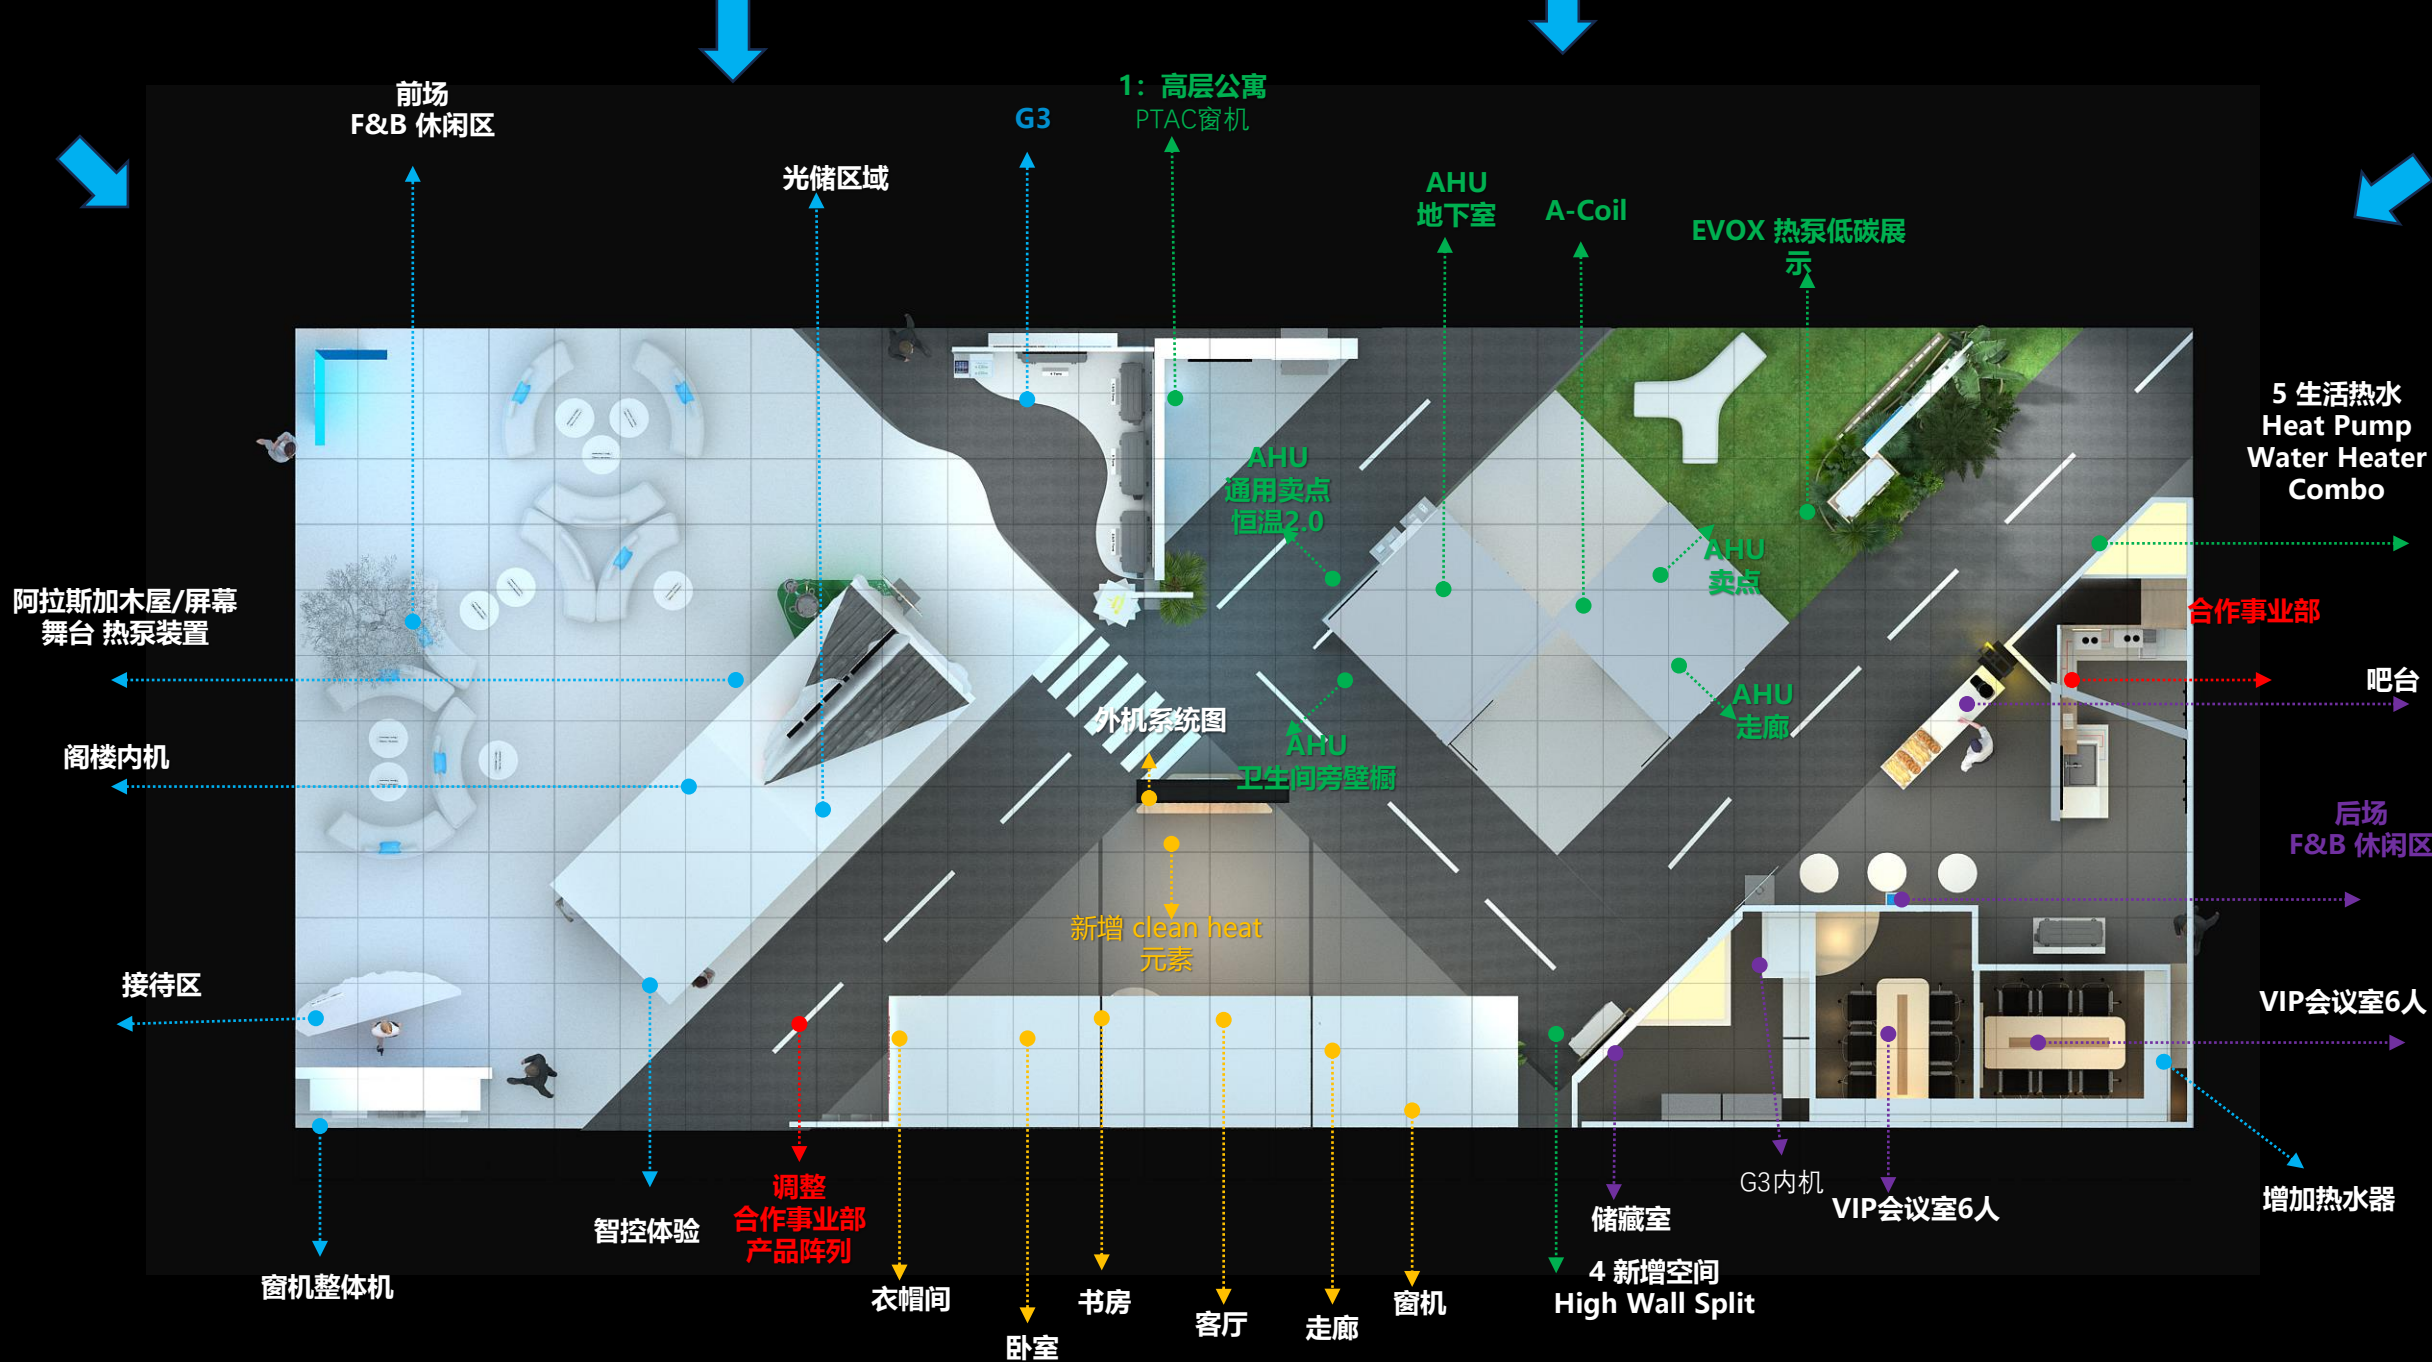 前场
F&B 休闲区
光储区域
G3
1：高层公寓
PTAC窗机
AHU
地下室
A-Coil
EVOX 热泵低碳展
示
5 生活热水
Heat Pump
Water Heater
Combo
AHU
通用卖点
恒温2.0
AHU
卖点
阿拉斯加木屋/屏幕
舞台 热泵装置
合作事业部
吧台
AHU
走廊
外机系统图
AHU
卫生间旁壁橱
阁楼内机
后场
F&B 休闲区
新增 clean heat
元素
接待区
VIP会议室6人
调整
合作事业部
产品阵列
智控体验
窗机整体机
衣帽间
卧室
书房
客厅
走廊
窗机
储藏室
4 新增空间
High Wall Split
G3内机
VIP会议室6人
增加热水器